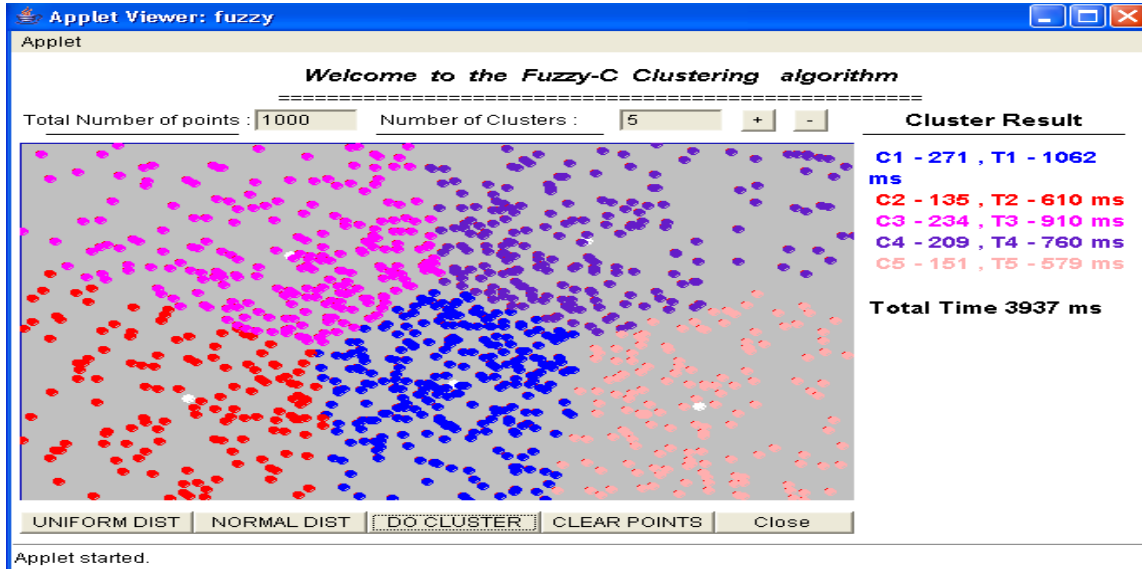 Applet Viewer: fuzzy
Applet
Welcome to the Fuzzy-C Clustering algorithm
=====================================================
Total Number of points : 1000 Number of Clusters : 5 + -
Cluster Result
C1 - 271 , T1 - 1062
ms
C2 - 135 , T2 - 610 ms
C3 - 234 , T3 - 910 ms
C4 - 209 , T4 - 760 ms
C5 - 151 , T5 - 579 ms
Total Time 3937 ms
UNIFORM DIST NORMAL DIST DO CLUSTER CLEAR POINTS Close
Applet started.